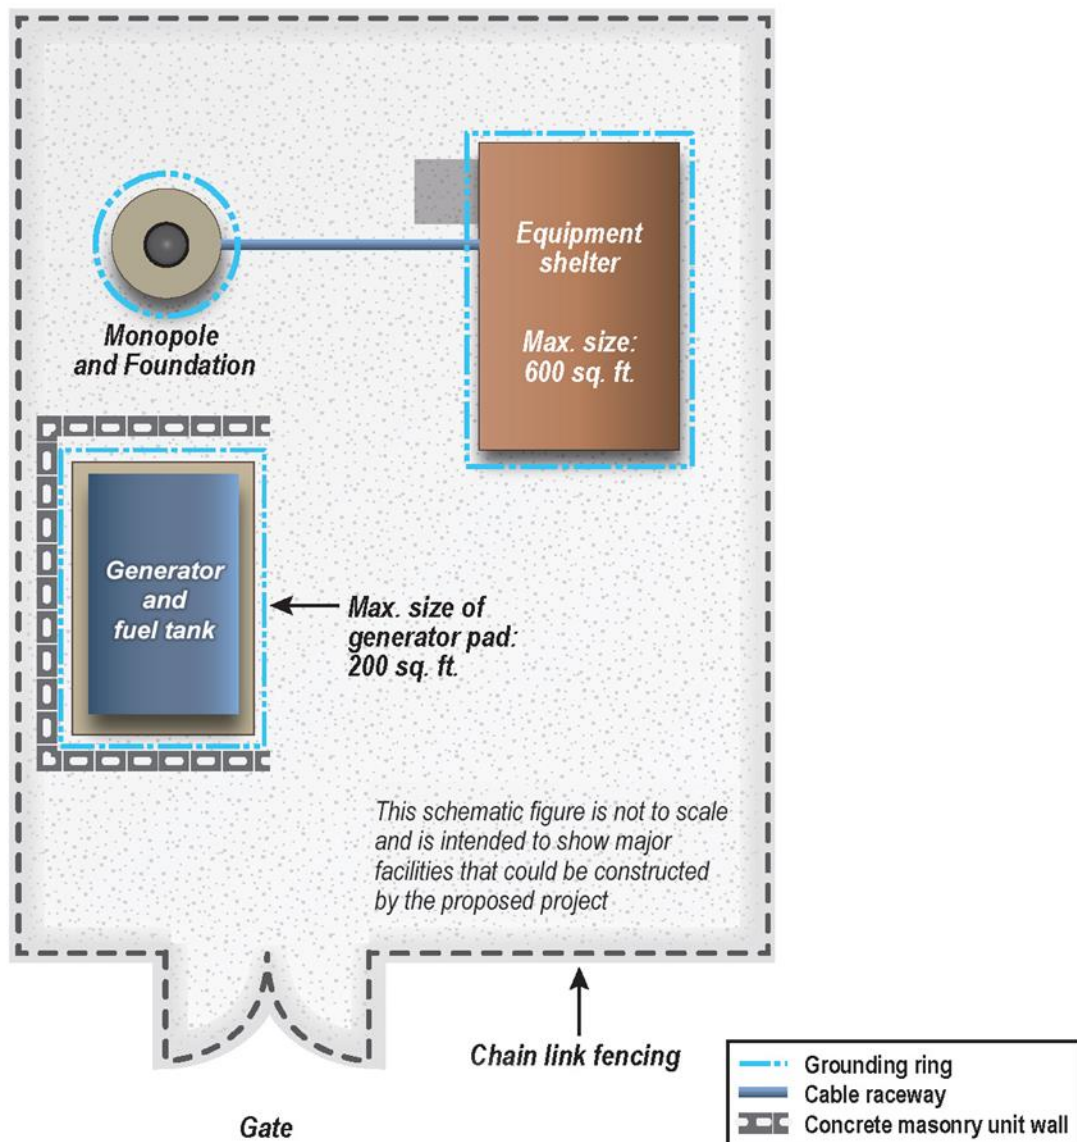 Equipment
shelter
Max. size:
600 sq. ft.
Monopole
and Foundation
Generator
and
fuel tank
Max. size of
generator pad:
200 sq. ft.
This schematic figure is not to scale
and is intended to show major
facilities that could be constructed
by the proposed project
Chain link fencing
Gate
Grounding ring
Cable raceway
Concrete masonry unit wall